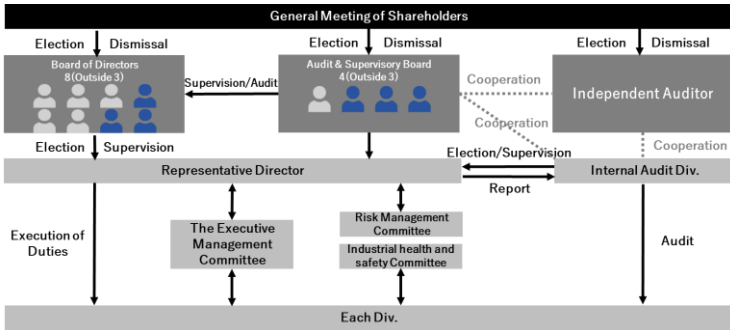 General Meeting of Shareholders
Election Dismissal
Election Dismissal
Election Dismissal
Board of Directors
8(Outside 3)
Supervision/Audit
Audit & Supervisory Board
4(Outside 3)
Cooperation
Cooperation
Independent Auditor
Election Supervision
Cooperation
Election/Supervision
Representative Director
Report
Internal Audit Div.
Execution of
Duties
The Executive
Management
Committee
Risk Management
Committee
Industrial health and
safety Committee
Audit
Each Div.